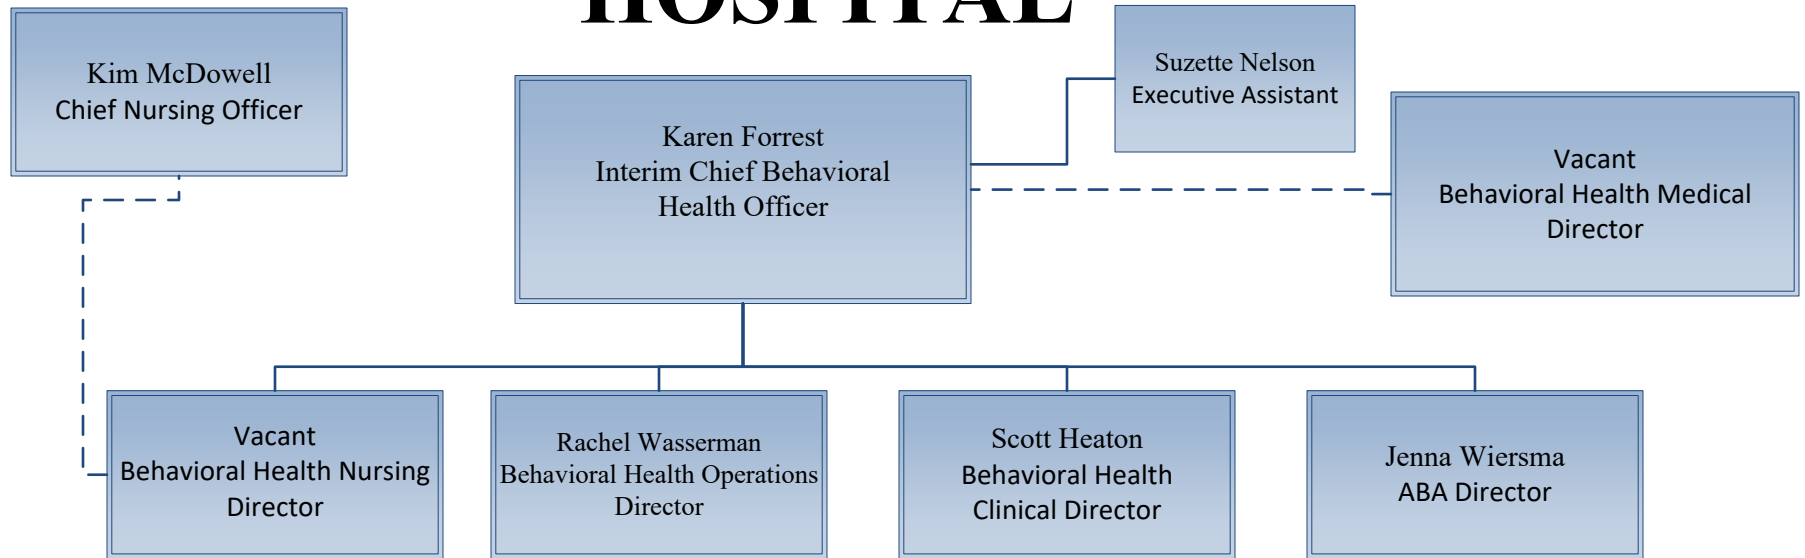 HOSPITAL
Kim McDowell
Chief Nursing Officer
Suzette Nelson
Executive Assistant
Karen Forrest
Interim Chief Behavioral
Health Officer
Vacant
Behavioral Health Medical
Director
Vacant
Behavioral Health Nursing
Director
Rachel Wasserman
Behavioral Health Operations
Director
Scott Heaton
Behavioral Health
Clinical Director
Jenna Wiersma
ABA Director